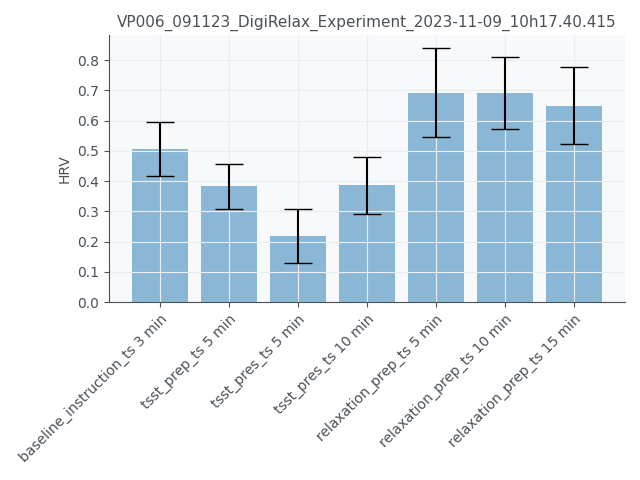 VP006_091123_DigiRelax_Experiment_2023-11-09_10h17.40.415
HRV
0.8
0.7
0.6
0.5
0.4
0.3
0.2
0.1
0.0
baseline_instruction_ts 3 min
tsst_prep_ts 5 min
tsst_pres_ts 5 min
tsst_pres_ts 10 min
relaxation_prep_ts 5 min
relaxation_prep_ts 10 min
relaxation_prep_ts 15 min